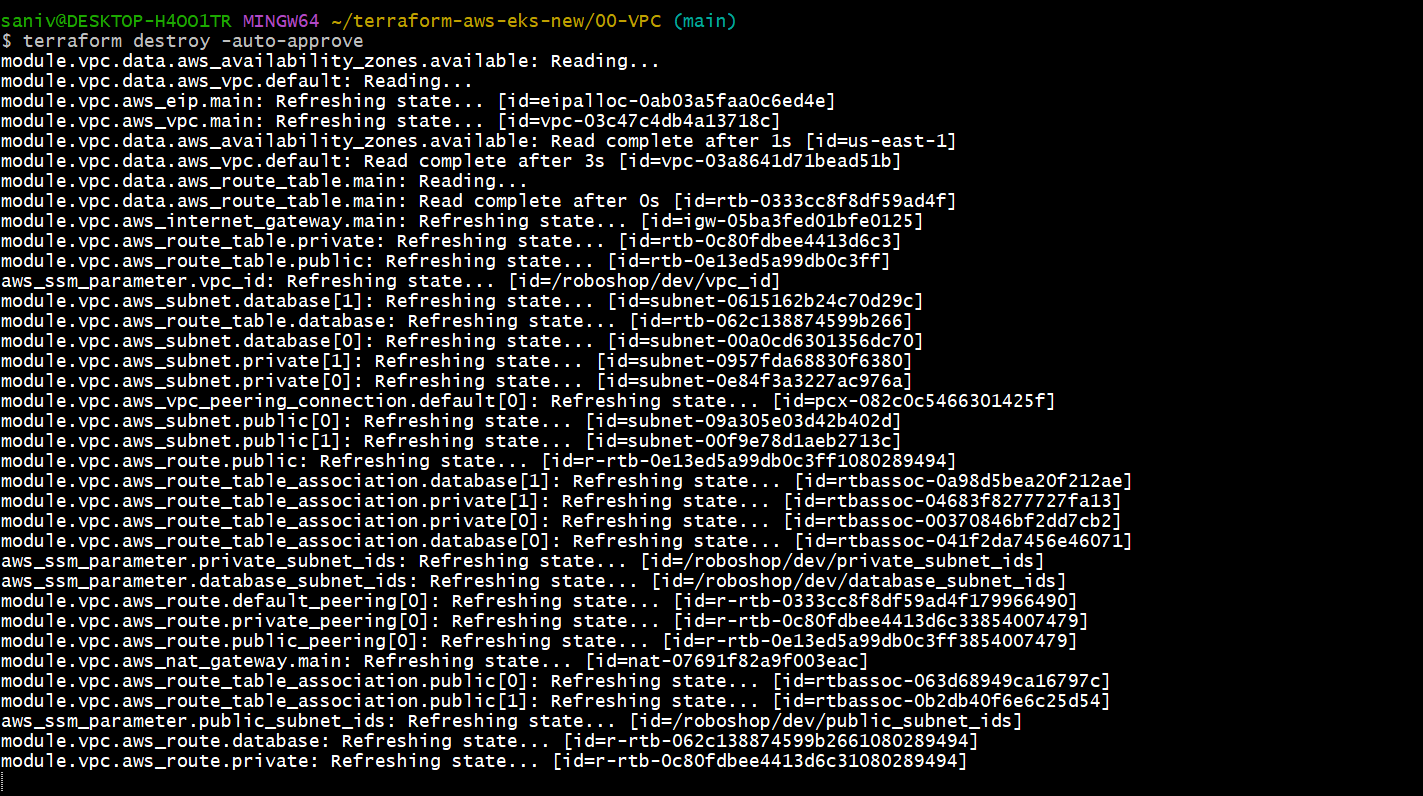 saniv@DESKTOP-H4OO1TR MINGW64 ~/terraform-aws-eks-new/00-VPC (main)
$ terraform destroy -auto-approve
module.vpc.data.aws_availability_zones.available: Reading...
module.vpc.data.aws_vpc.default: Reading...
module.vpc.aws_eip.main: Refreshing state... [id=eipalloc-0ab03a5faa0c6ed4e]
module.vpc.aws_vpc.main: Refreshing state... [id=vpc-03c47c4db4a13718c]
module.vpc.data.aws_availability_zones.available: Read complete after 1s [id=us-east-1]
module.vpc.data.aws_vpc.default: Read complete after 3s [id=vpc-03a8641d71bead51b]
module.vpc.data.aws_route_table.main: Reading...
module.vpc.data.aws_route_table.main: Read complete after 0s [id=rtb-0333cc8f8df59ad4f]
module.vpc.aws_internet_gateway.main: Refreshing state... [id=igw-05ba3fed01bfe0125]
module.vpc.aws_route_table.private: Refreshing state... [id=rtb-0c80fdbee4413d6c3]
module.vpc.aws_route_table.public: Refreshing state... [id=rtb-0e13ed5a99db0c3ff]
aws_ssm_parameter.vpc_id: Refreshing state... [id=/roboshop/dev/vpc_id]
module.vpc.aws_subnet.database[1]: Refreshing state... [id=subnet-0615162b24c70d29c]
module.vpc.aws_route_table.database: Refreshing state... [id=rtb-062c138874599b266]
module.vpc.aws_subnet.database[0]: Refreshing state... [id=subnet-00a0cd6301356dc70]
module.vpc.aws_subnet.private[1]: Refreshing state... [id=subnet-0957fda68830f6380]
module.vpc.aws_subnet.private[0]: Refreshing state... [id=subnet-0e84f3a3227ac976a]
module.vpc.aws_vpc_peering_connection.default[0]: Refreshing state... [id=pcx-082c0c5466301425f]
module.vpc.aws_subnet.public[0]: Refreshing state... [id=subnet-09a305e03d42b402d]
module.vpc.aws_subnet.public[1]: Refreshing state... [id=subnet-00f9e78d1aeb2713c]
module.vpc.aws_route.public: Refreshing state... [id=r-rtb-0e13ed5a99db0c3ff1080289494]
module.vpc.aws_route_table_association.database[1]: Refreshing state... [id=rtbassoc-0a98d5bea20f212ae]
module.vpc.aws_route_table_association.private[1]: Refreshing state... [id=rtbassoc-04683f8277727fa13]
module.vpc.aws_route_table_association.private[0]: Refreshing state... [id=rtbassoc-00370846bf2dd7cb2]
module.vpc.aws_route_table_association.database[0]: Refreshing state... [id=rtbassoc-041f2da7456e46071]
aws_ssm_parameter.private_subnet_ids: Refreshing state... [id=/roboshop/dev/private_subnet_ids]
aws_ssm_parameter.database_subnet_ids: Refreshing state... [id=/roboshop/dev/database_subnet_ids]
module.vpc.aws_route.default_peering[0]: Refreshing state... [id=r-rtb-0333cc8f8df59ad4f179966490]
module.vpc.aws_route.private_peering[0]: Refreshing state... [id=r-rtb-0c80fdbee4413d6c33854007479]
module.vpc.aws_route.public_peering[0]: Refreshing state... [id=r-rtb-0e13ed5a99db0c3ff3854007479]
module.vpc.aws_nat_gateway.main: Refreshing state... [id=nat-07691f82a9f003eac]
module.vpc.aws_route_table_association.public[0]: Refreshing state... [id=rtbassoc-063d68949ca16797c]
module.vpc.aws_route_table_association.public[1]: Refreshing state... [id=rtbassoc-0b2db40f6e6c25d54]
aws_ssm_parameter.public_subnet_ids: Refreshing state... [id=/roboshop/dev/public_subnet_ids]
module.vpc.aws_route.database: Refreshing state... [id=r-rtb-062c138874599b2661080289494]
module.vpc.aws_route.private: Refreshing state... [id=r-rtb-0c80fdbee4413d6c31080289494]